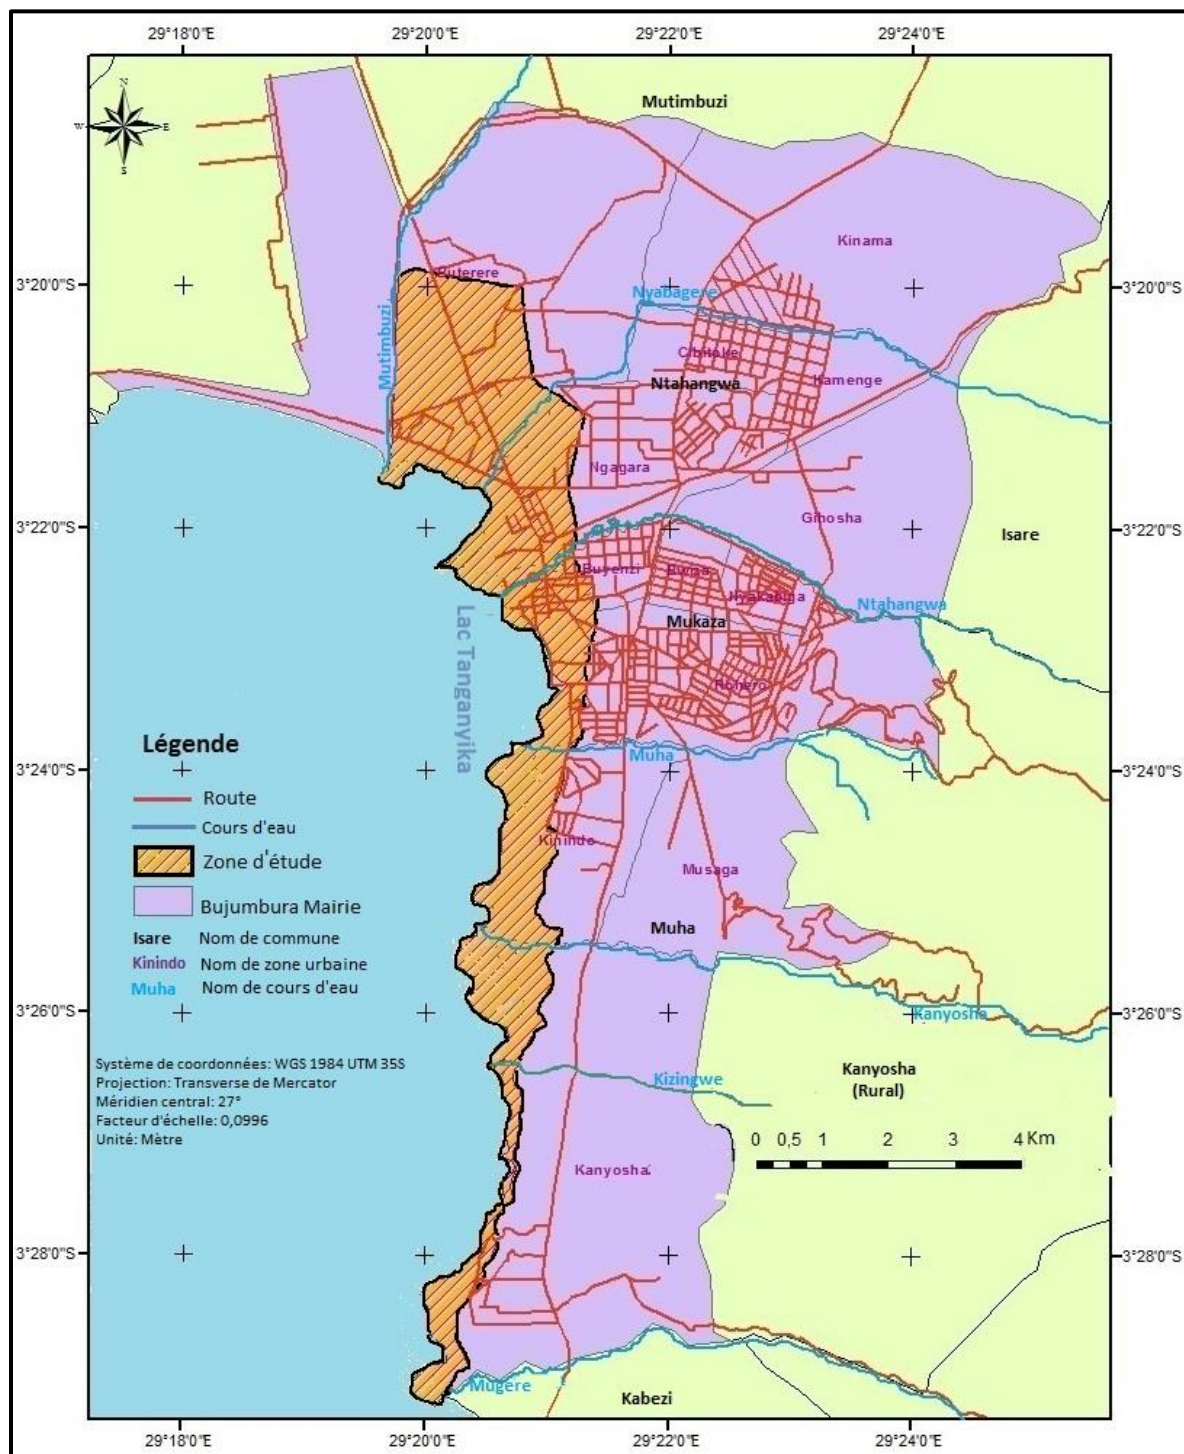 29°18'0"E 29°20'0"E 29°22'0"E 29°24'0"E
N
W E
S
Mutimbuzi
Kinama
3°20'0"S 3°20'0"S
Nyabagere
Mutimbuzi
Cibitoke
Ntahangwa
Kamenge
Ngagara
Gihosha
3°22'0"S 3°22'0"S
Isare
Buyenzi
Bwiza
Nyakabiga
Ntahangwa
Mukaza
Lac Tanganyika
Rohero
Muha
3°24'0"S 3°24'0"S
Kinindo
Musaga
Muha
Légende
Route
Cours d'eau
Zone d'étude
Bujumbura Mairie
Isare Nom de commune
Kinindo Nom de zone urbaine
Muha Nom de cours d'eau
3°26'0"S 3°26'0"S
Kanyosha
Système de coordonnées: WGS 1984 UTM 35S
Projection: Transverse de Mercator
Méridien central: 27°
Facteur d'échelle: 0,0996
Unité: Mètre
Kizingwe
Kanyosha
(Rural)
0 0,5 1 2 3 4 Km
Kanyosha.
3°28'0"S 3°28'0"S
Mugere
Kabezi
29°18'0"E 29°20'0"E 29°22'0"E 29°24'0"E